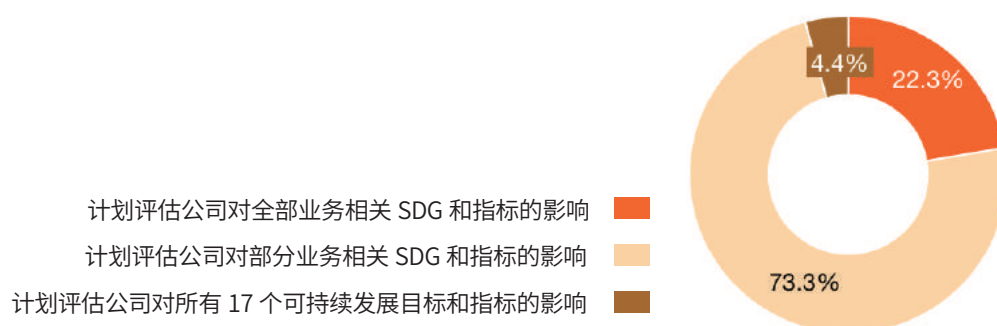 4.4%
22.3%
计划评估公司对全部业务相关 SDG 和指标的影响
计划评估公司对部分业务相关 SDG 和指标的影响
73.3%
计划评估公司对所有 17 个可持续发展目标和指标的影响